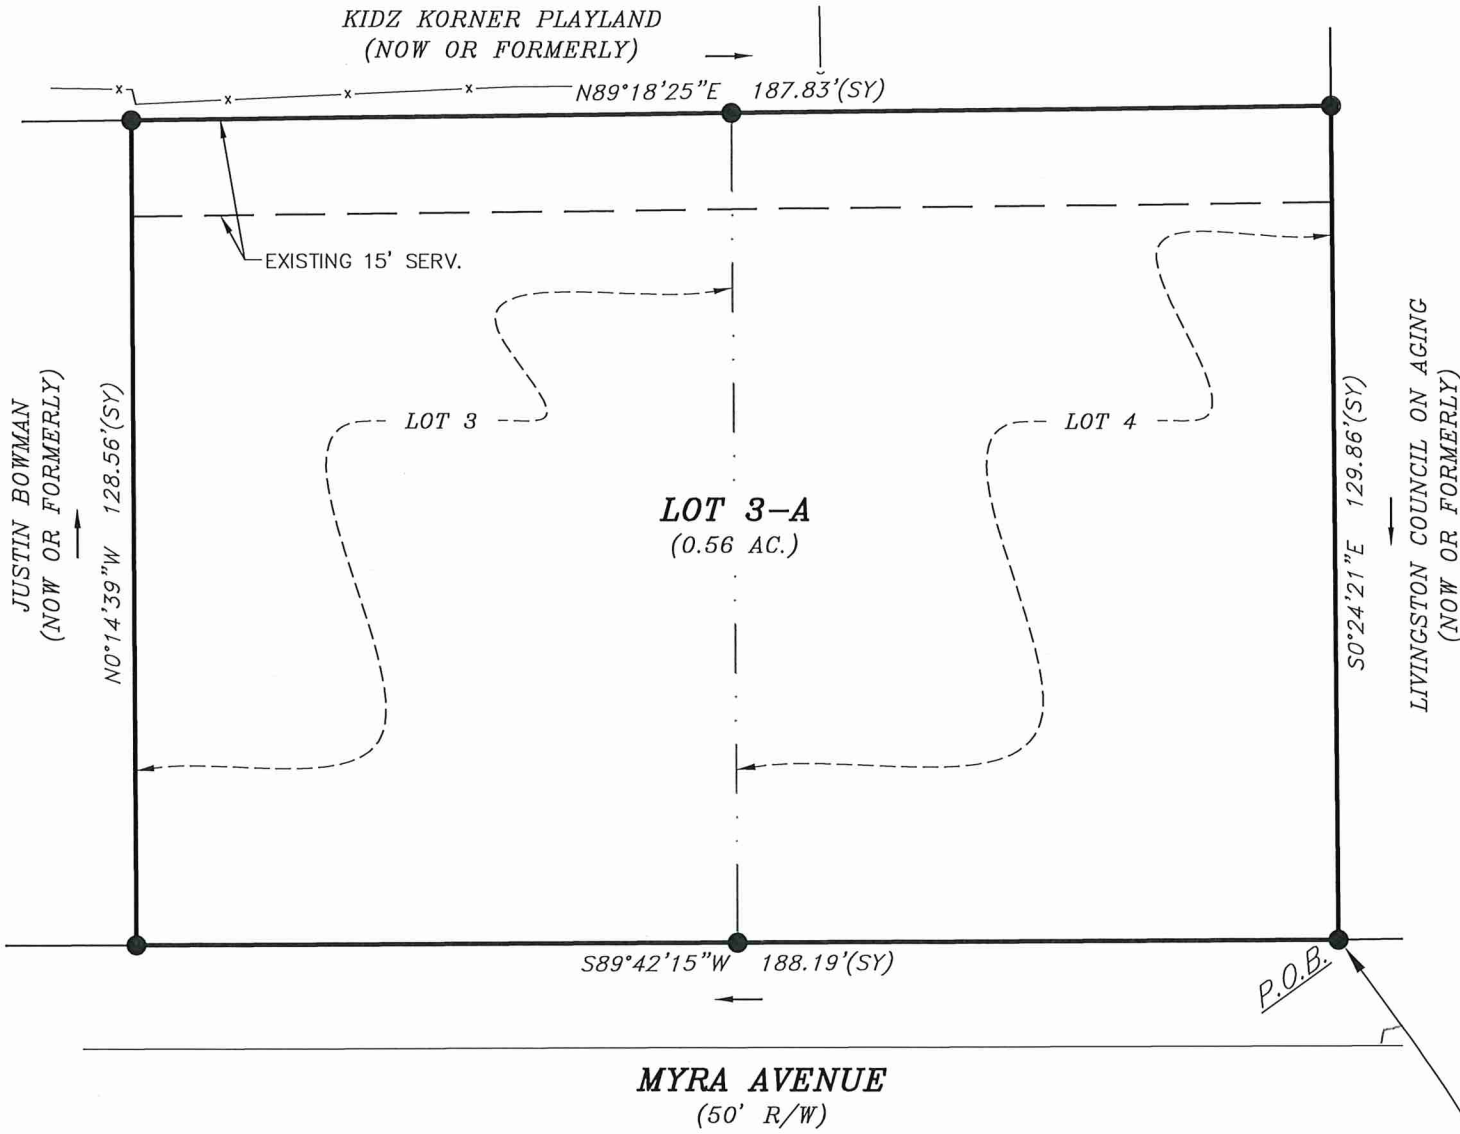 KIDZ KORNER PLAYLAND
(NOW OR FORMERLY)
N89°18'25"E 187.83'(SY)
EXISTING 15' SERV.
JUSTIN BOWMAN
(NOW OR FORMERLY)
N0°14'39"W 128.56'(SY)
LOT 3
LOT 4
LOT 3-A
(0.56 AC.)
S0°24'21"E 129.86'(SY)
LIVINGSTON COUNCIL ON AGING
(NOW OR FORMERLY)
S89°42'15"W 188.19'(SY)
P.O.B.
MYRA AVENUE
(50' R/W)